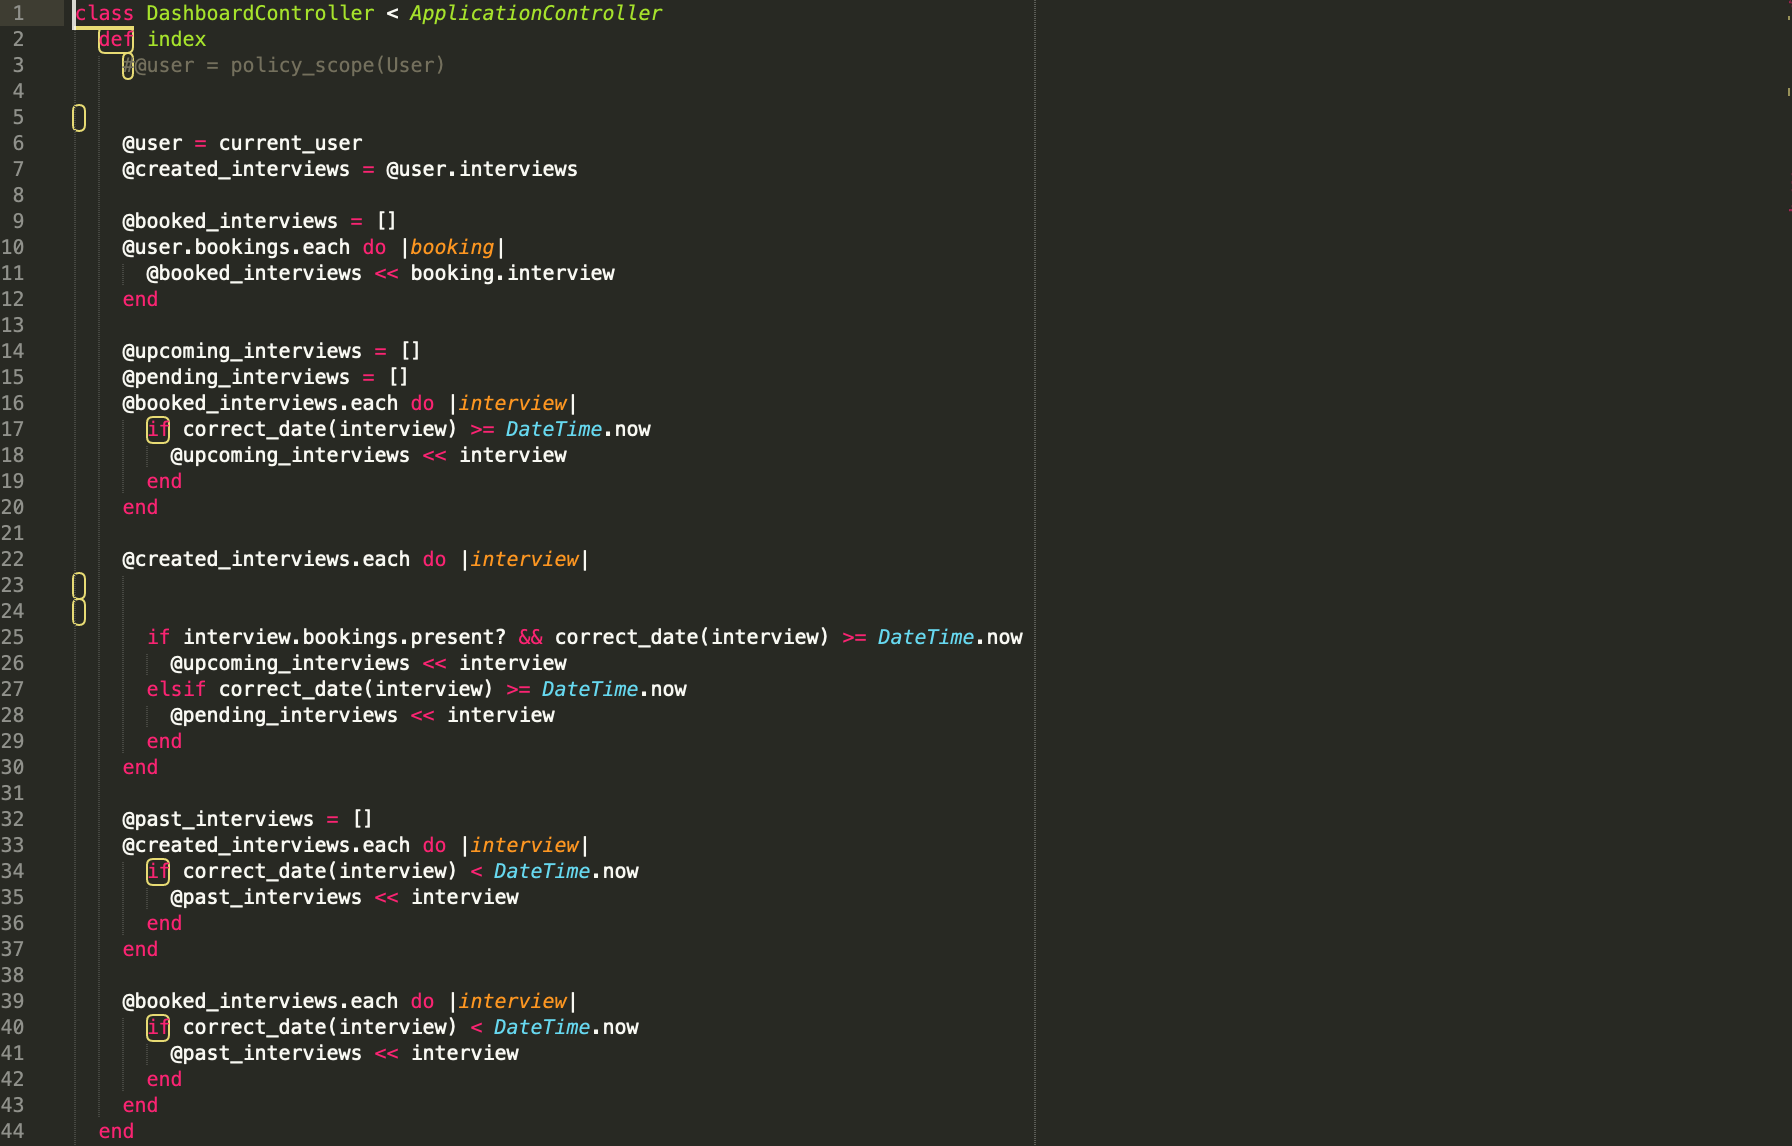 1 class DashboardController < ApplicationController
2   def index
3     #@user = policy_scope(User)
4
5
6     @user = current_user
7     @created_interviews = @user.interviews
8
9     @booked_interviews = []
10     @user.bookings.each do |booking|
11       @booked_interviews << booking.interview
12     end
13
14     @upcoming_interviews = []
15     @pending_interviews = []
16     @booked_interviews.each do |interview|
17       if correct_date(interview) >= DateTime.now
18         @upcoming_interviews << interview
19       end
20     end
21
22     @created_interviews.each do |interview|
23
24
25       if interview.bookings.present? && correct_date(interview) >= DateTime.now
26         @upcoming_interviews << interview
27       elsif correct_date(interview) >= DateTime.now
28         @pending_interviews << interview
29       end
30     end
31
32     @past_interviews = []
33     @created_interviews.each do |interview|
34       if correct_date(interview) < DateTime.now
35         @past_interviews << interview
36       end
37     end
38
39     @booked_interviews.each do |interview|
40       if correct_date(interview) < DateTime.now
41         @past_interviews << interview
42       end
43     end
44   end